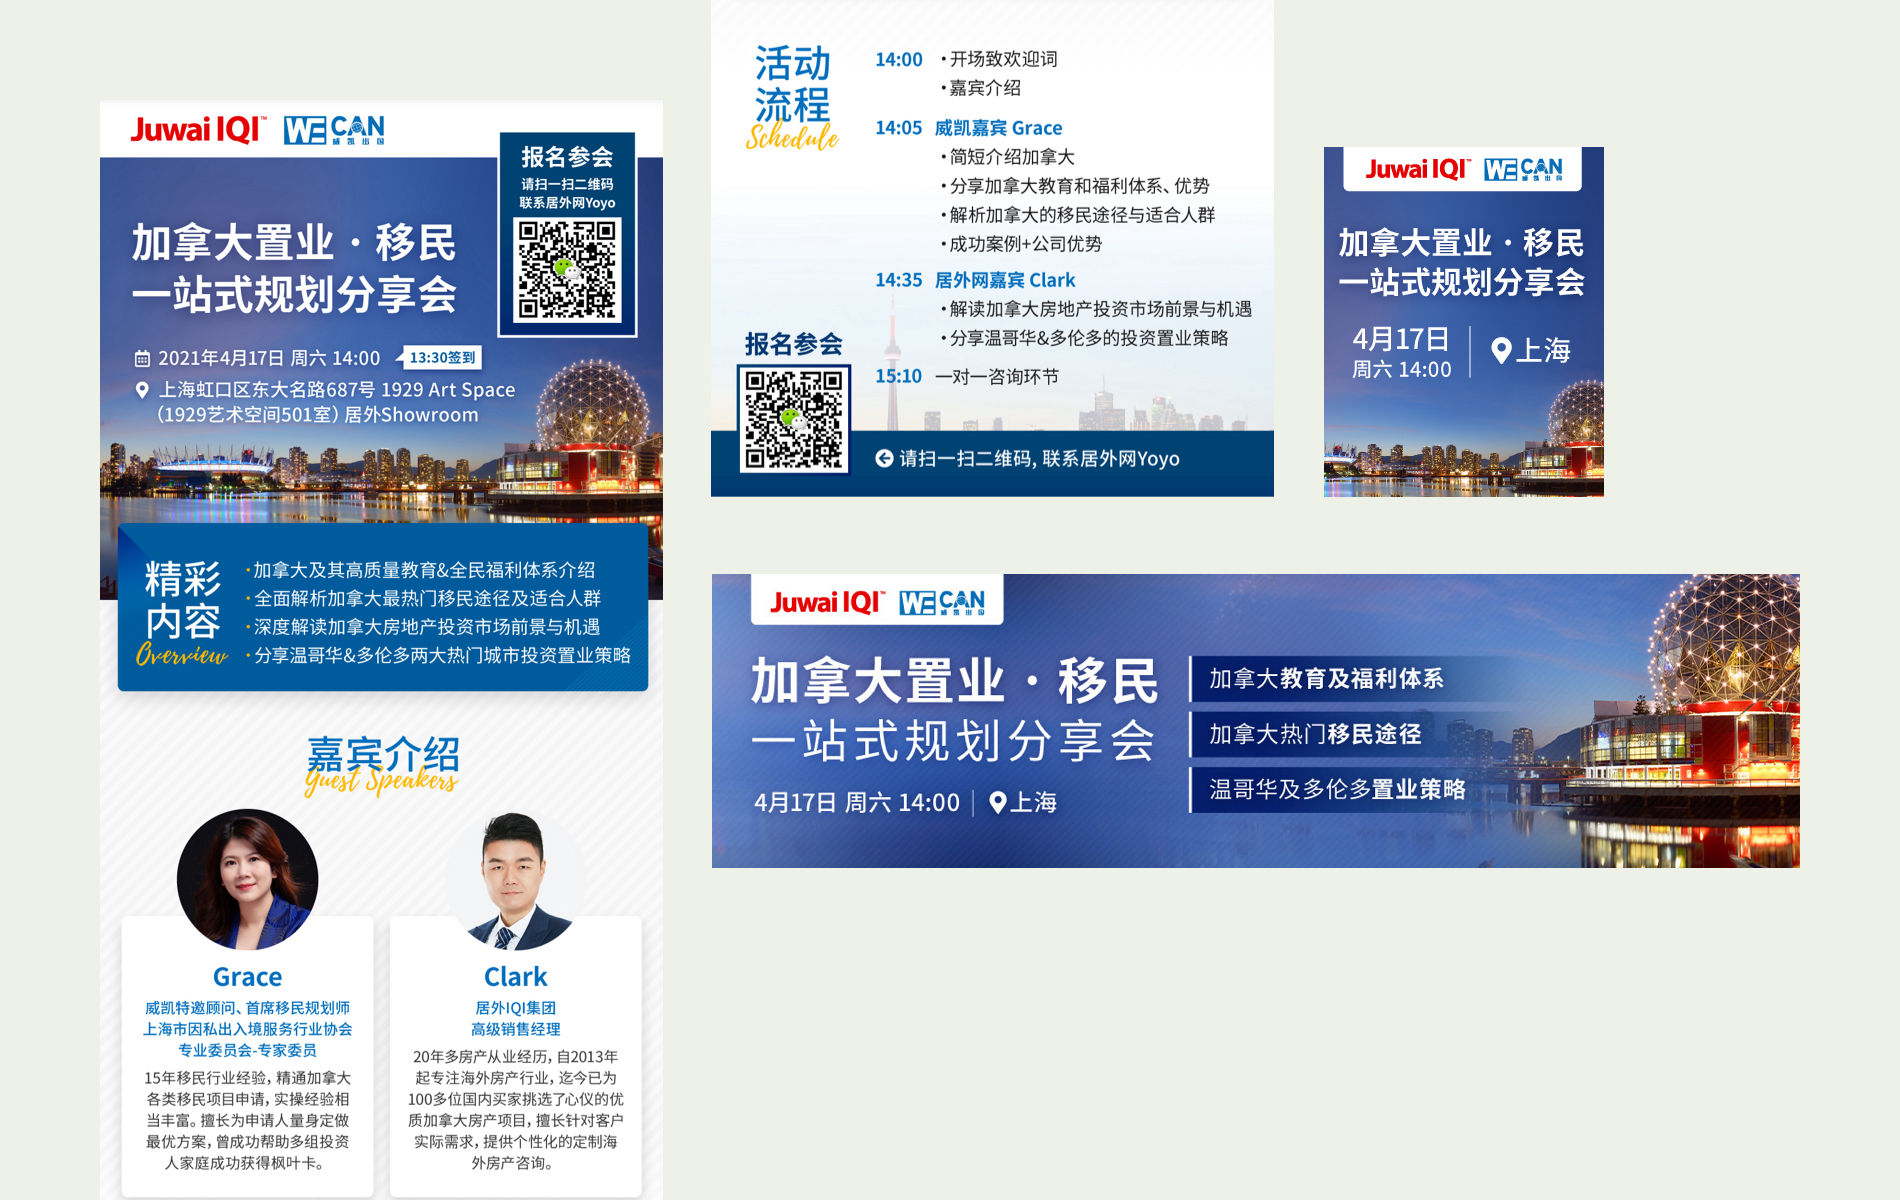 Juwai IQI™ WE CAN 威凯出国
报名参会
请扫一扫二维码
联系居外网Yoyo
加拿大置业·移民
一站式规划分享会
2021年4月17日 周六 14:00 13:30签到
上海虹口区东大名路687号 1929 Art Space
（1929艺术空间501室）居外Showroom
精彩
内容
Overview
·加拿大及其高质量教育&全民福利体系介绍
·全面解析加拿大最热门移民途径及适合人群
·深度解读加拿大房地产投资市场前景与机遇
·分享温哥华&多伦多两大热门城市投资置业策略
嘉宾介绍
Guest Speakers
Grace
威凯特邀顾问、首席移民规划师
上海市因私出入境服务行业协会
专业委员会-专家委员
15年移民行业经验，精通加拿大
各类移民项目申请，实操经验相
当丰富。擅长为申请人量身定做
最优方案，曾成功帮助多组投资
人家庭成功获得枫叶卡。
Clark
居外IQI集团
高级销售经理
20年多房产从业经历，自2013年
起专注海外房产行业，迄今已为
100多位国内买家挑选了心仪的优
质加拿大房产项目，擅长针对客户
实际需求，提供个性化的定制海
外房产咨询。
活动
流程
Schedule
14:00 ·开场致欢迎词
·嘉宾介绍
14:05 威凯嘉宾 Grace
·简短介绍加拿大
·分享加拿大教育和福利体系、优势
·解析加拿大的移民途径与适合人群
·成功案例+公司优势
14:35 居外网嘉宾 Clark
·解读加拿大房地产投资市场前景与机遇
·分享温哥华&多伦多的投资置业策略
15:10 一对一咨询环节
报名参会
请扫一扫二维码, 联系居外网Yoyo
Juwai IQI™ WE CAN 威凯出国
加拿大置业·移民
一站式规划分享会
4月17日
周六 14:00
上海
Juwai IQI™ WE CAN 威凯出国
加拿大置业·移民
一站式规划分享会
4月17日 周六 14:00 上海
加拿大教育及福利体系
加拿大热门移民途径
温哥华及多伦多置业策略